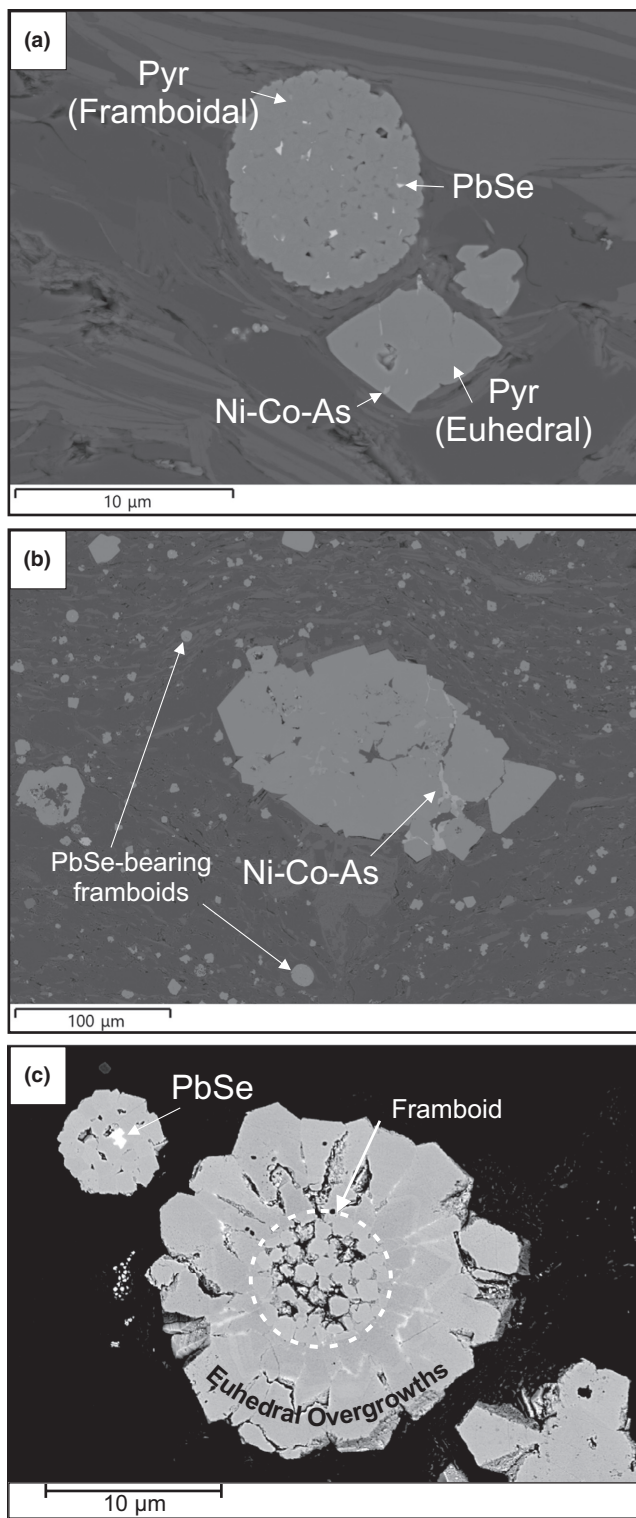 (a)
Pyr
(Framboidal)
PbSe
Ni-Co-As
Pyr
(Euhedral)
10 µm
(b)
PbSe-bearing
framboids
Ni-Co-As
100 µm
(c)
PbSe
Framboid
Euhedral Overgrowths
10 µm